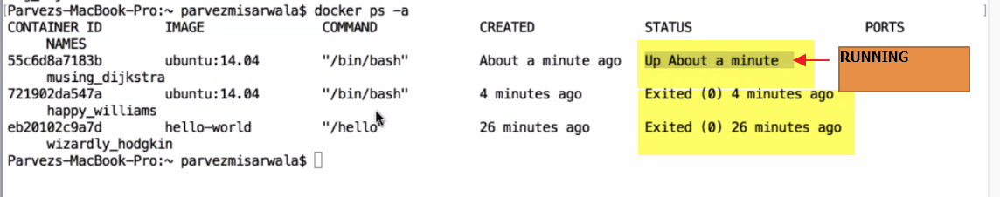 Parvezs-MacBook-Pro:~ parvezmisarwala$ docker ps -a
CONTAINER ID IMAGE COMMAND CREATED STATUS PORTS
NAMES
55c6d8a7183b ubuntu:14.04 "/bin/bash" About a minute ago Up About a minute RUNNING
musing_dijkstra
721902da547a ubuntu:14.04 "/bin/bash" 4 minutes ago Exited (0) 4 minutes ago
happy_williams
eb20102c9a7d hello-world "/hello" 26 minutes ago Exited (0) 26 minutes ago
wizardly_hodgkin
Parvezs-MacBook-Pro:~ parvezmisarwala$